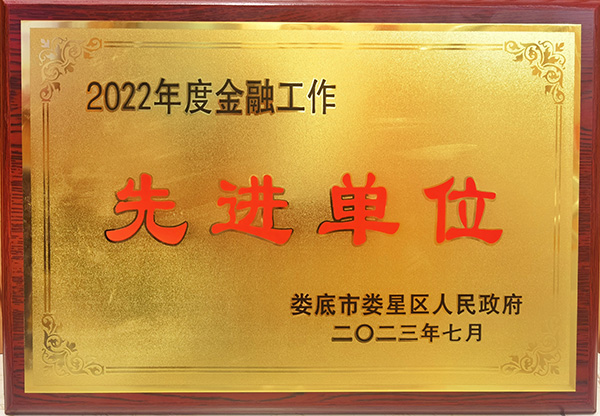 2022年度金融工作
先进单位
娄底市娄星区人民政府
二〇二三年七月